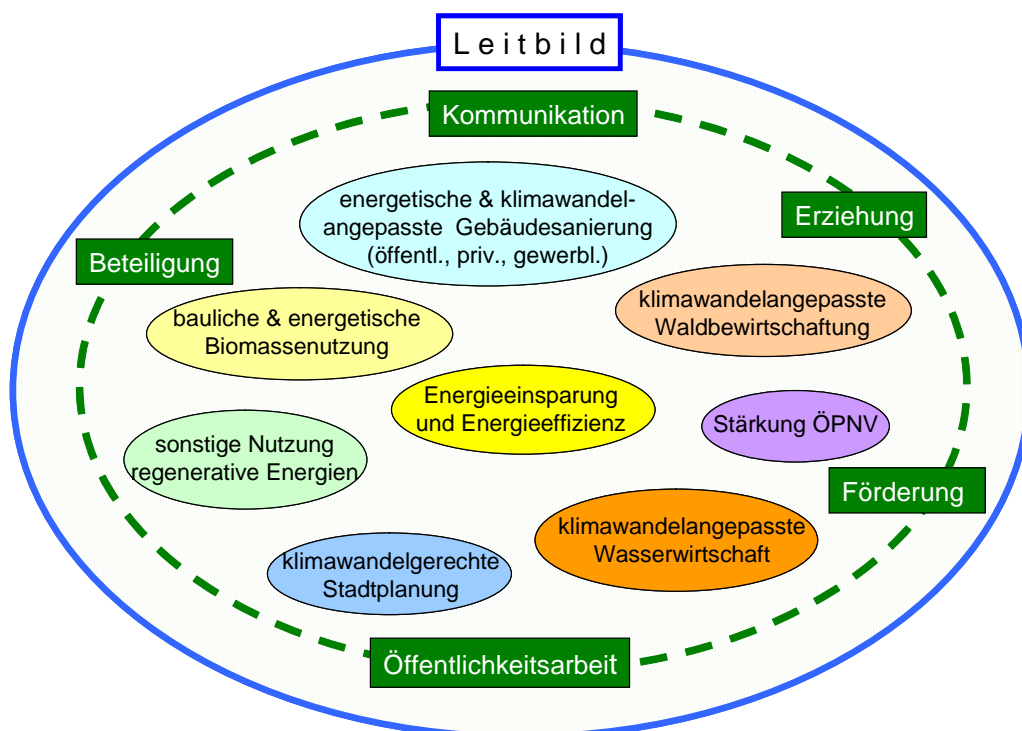 Leitbild
Kommunikation
energetische & klimawandel-
angepasste Gebäudesanierung
(öffentl., priv., gewerbl.)
Erziehung
Beteiligung
klimawandelangepasste
Waldbewirtschaftung
bauliche & energetische
Biomassenutzung
Energieeinsparung
und Energieeffizienz
Stärkung ÖPNV
sonstige Nutzung
regenerative Energien
Förderung
klimawandelangepasste
Wasserwirtschaft
klimawandelgerechte
Stadtplanung
Öffentlichkeitsarbeit